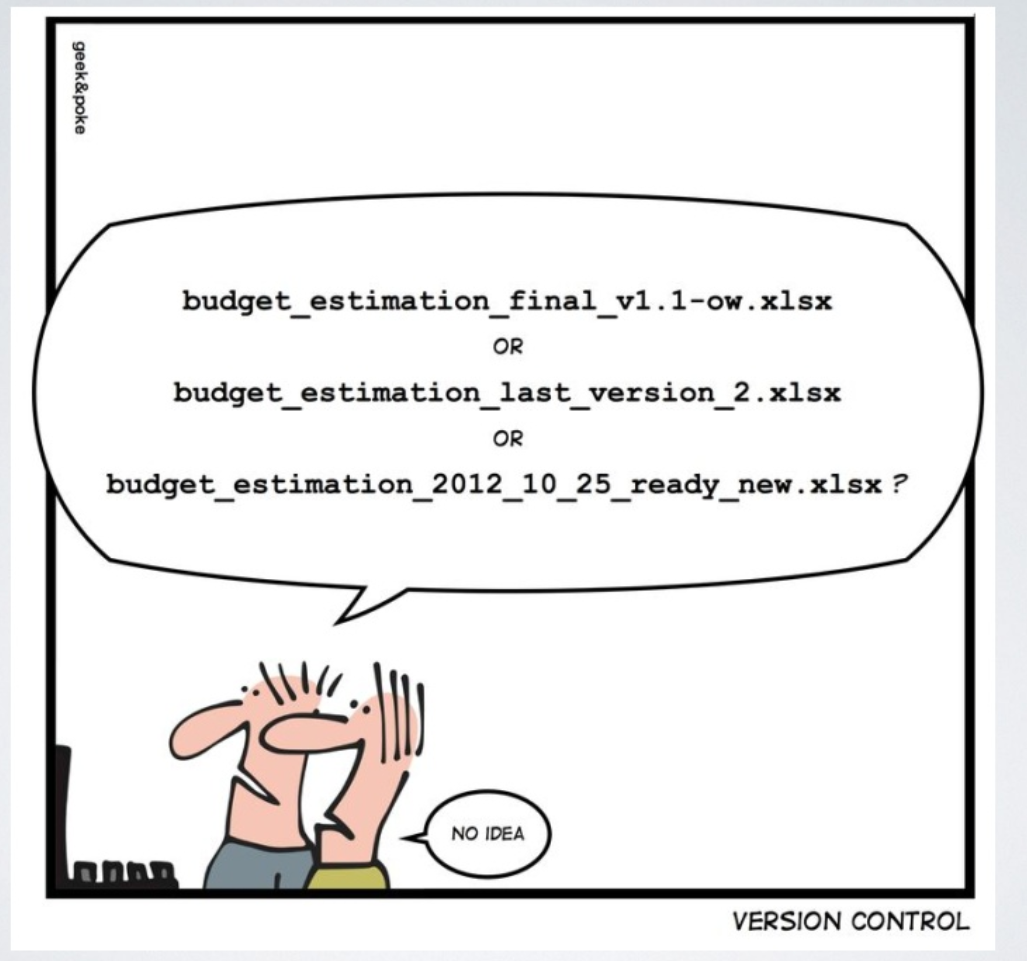 geek&poke
budget_estimation_final_v1.1-ow.xlsx
OR
budget_estimation_last_version_2.xlsx
OR
budget_estimation_2012_10_25_ready_new.xlsx?
NO IDEA
VERSION CONTROL